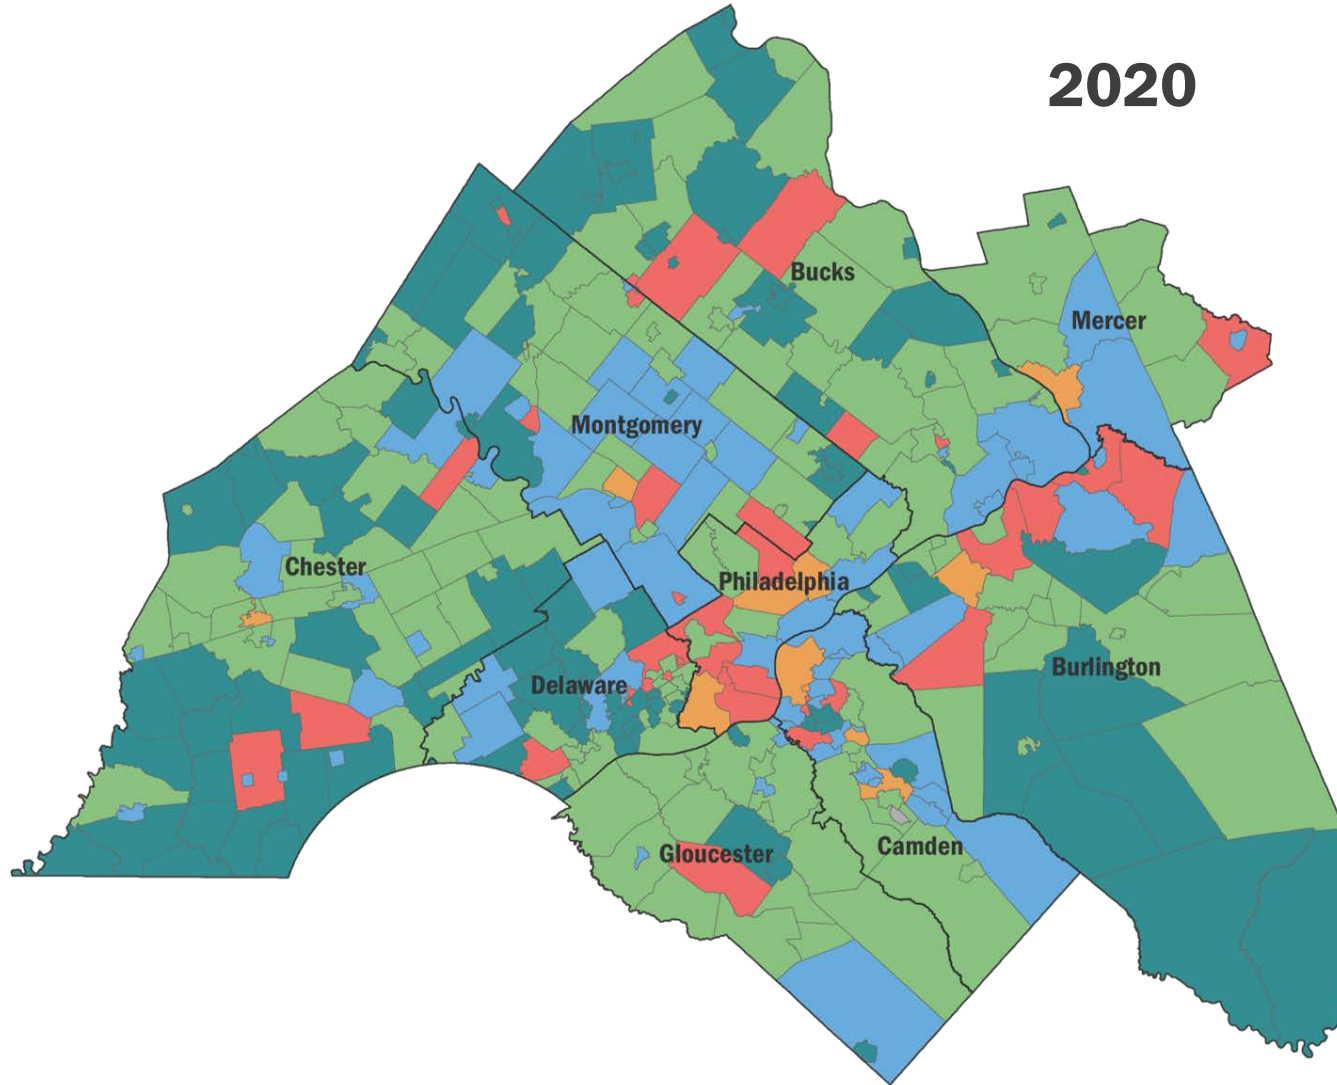 2020
Bucks
Mercer
Montgomery
Chester
Philadelphia
Burlington
Delaware
Gloucester
Camden